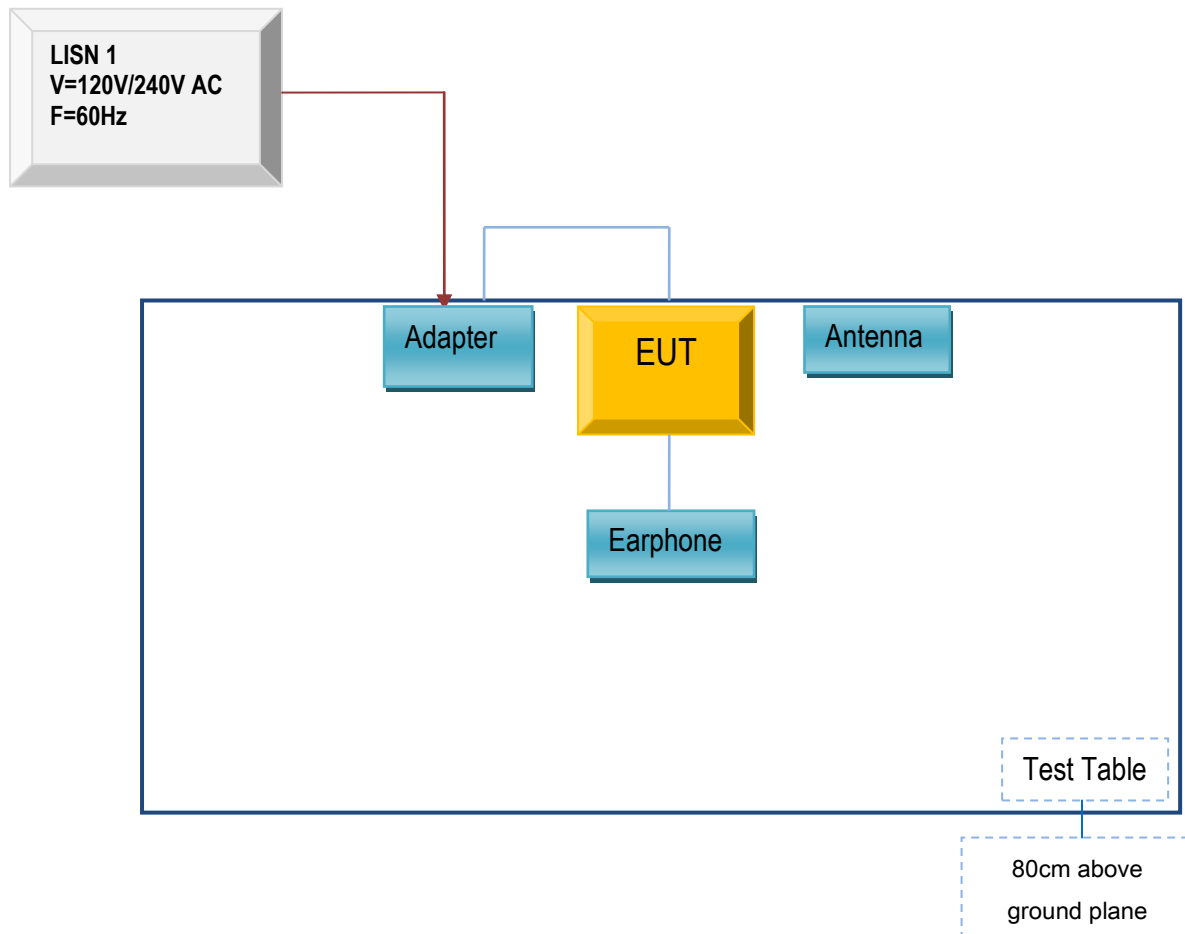 LISN 1
V=120V/240V AC
F=60Hz
Adapter
EUT
Antenna
Earphone
Test Table
80cm above
ground plane